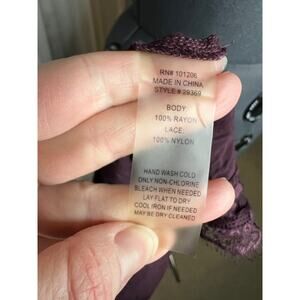 RN# 101206
MADE IN CHINA
STYLE # 29369
BODY:
100% RAYON
LACE:
100% NYLON
HAND WASH COLD
ONLY NON-CHLORINE
BLEACH WHEN NEEDED
LAY FLAT TO DRY
COOL IRON IF NEEDED
MAY BE DRY CLEANED